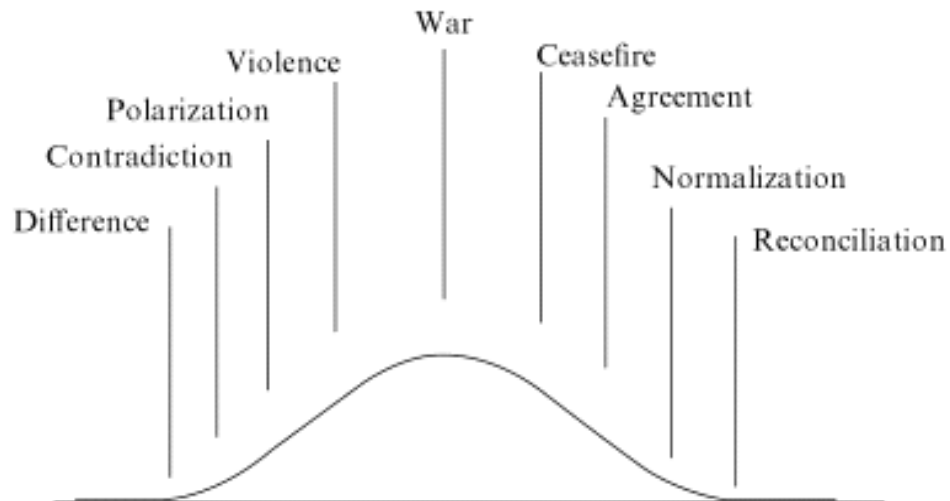 War
Violence
Ceasefire
Polarization
Agreement
Contradiction
Normalization
Difference
Reconciliation